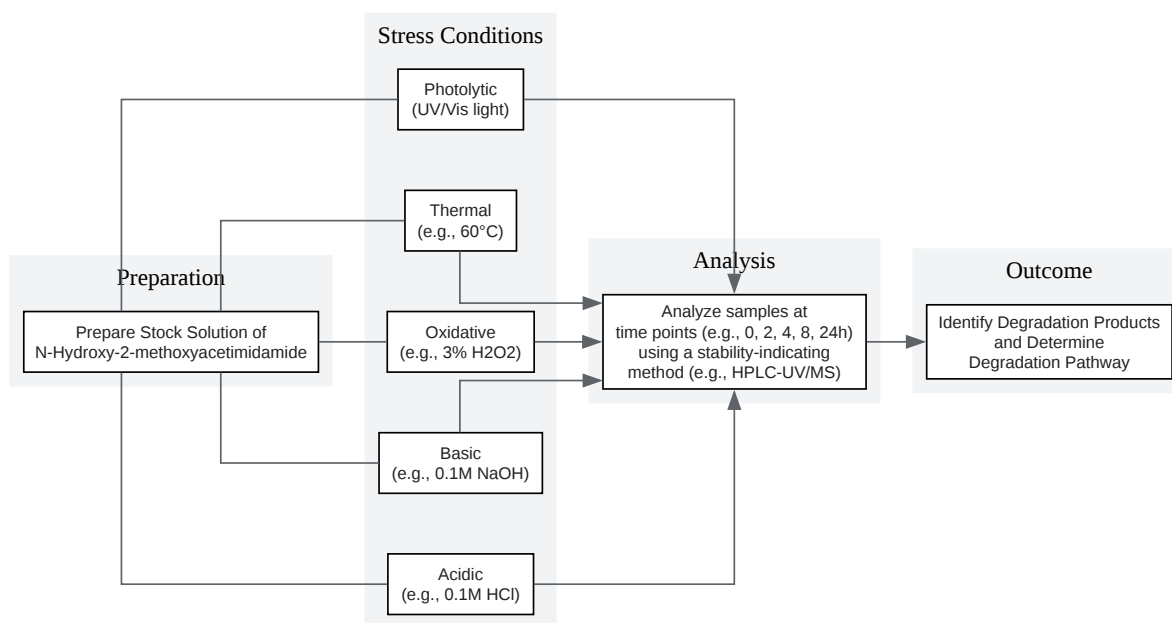 Stress Conditions
Photolytic
(UV/Vis light)
Thermal
(e.g., 60°C)
Preparation
Prepare Stock Solution of
N-Hydroxy-2-methoxyacetimidamide
Oxidative
(e.g., 3% H2O2)
Basic
(e.g., 0.1M NaOH)
Acidic
(e.g., 0.1M HCl)
Analysis
Analyze samples at
time points (e.g., 0, 2, 4, 8, 24h)
using a stability-indicating
method (e.g., HPLC-UV/MS)
Outcome
Identify Degradation Products
and Determine
Degradation Pathway